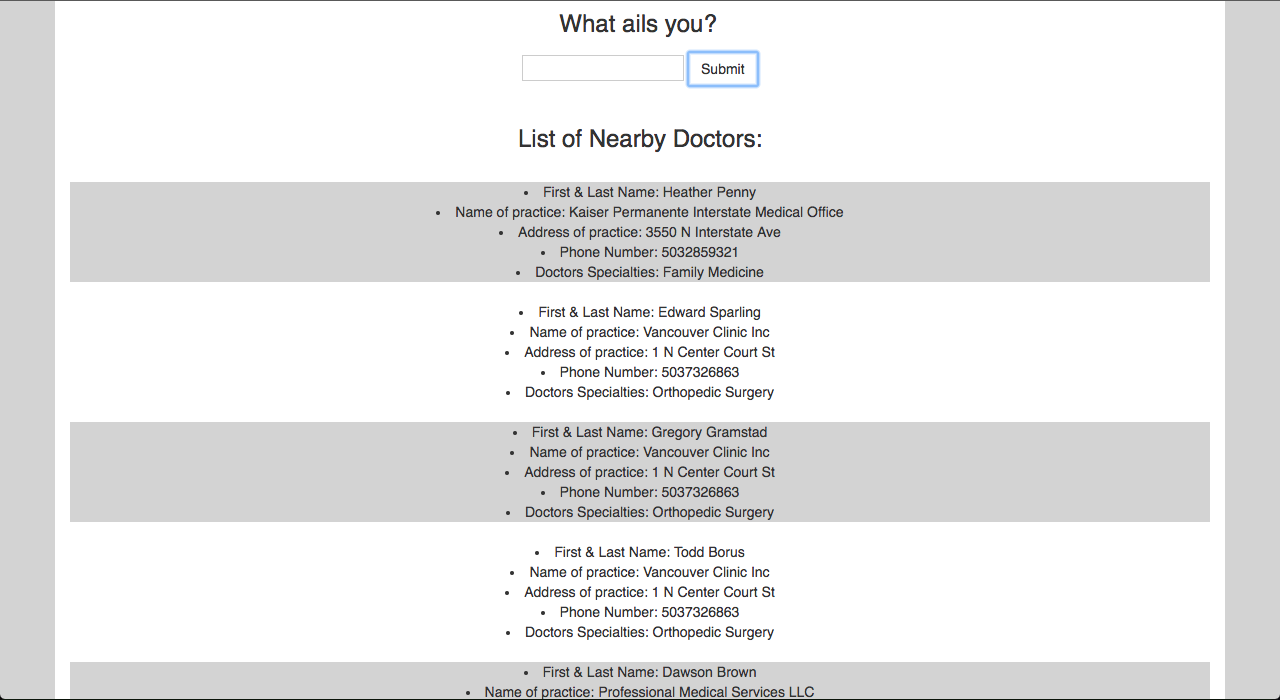 What ails you?
Submit
List of Nearby Doctors:
• First & Last Name: Heather Penny
• Name of practice: Kaiser Permanente Interstate Medical Office
• Address of practice: 3550 N Interstate Ave
• Phone Number: 5032859321
• Doctors Specialties: Family Medicine
• First & Last Name: Edward Sparling
• Name of practice: Vancouver Clinic Inc
• Address of practice: 1 N Center Court St
• Phone Number: 5037326863
• Doctors Specialties: Orthopedic Surgery
• First & Last Name: Gregory Gramstad
• Name of practice: Vancouver Clinic Inc
• Address of practice: 1 N Center Court St
• Phone Number: 5037326863
• Doctors Specialties: Orthopedic Surgery
• First & Last Name: Todd Borus
• Name of practice: Vancouver Clinic Inc
• Address of practice: 1 N Center Court St
• Phone Number: 5037326863
• Doctors Specialties: Orthopedic Surgery
• First & Last Name: Dawson Brown
• Name of practice: Professional Medical Services LLC